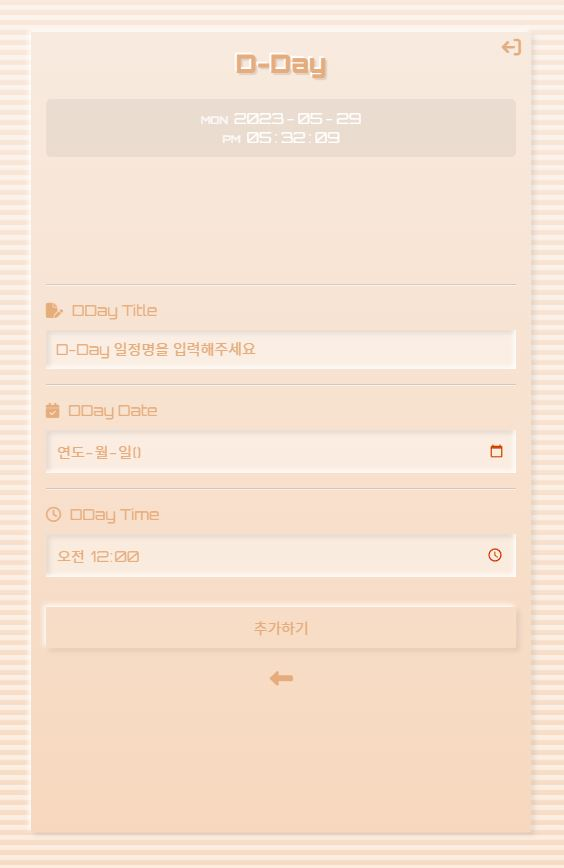 D-Day
MON 2023-05-29
PM 05:32:09
DDay Title
D-Day 일정명을 입력해주세요
DDay Date
연도-월-일()
DDay Time
오전 12:00
추가하기